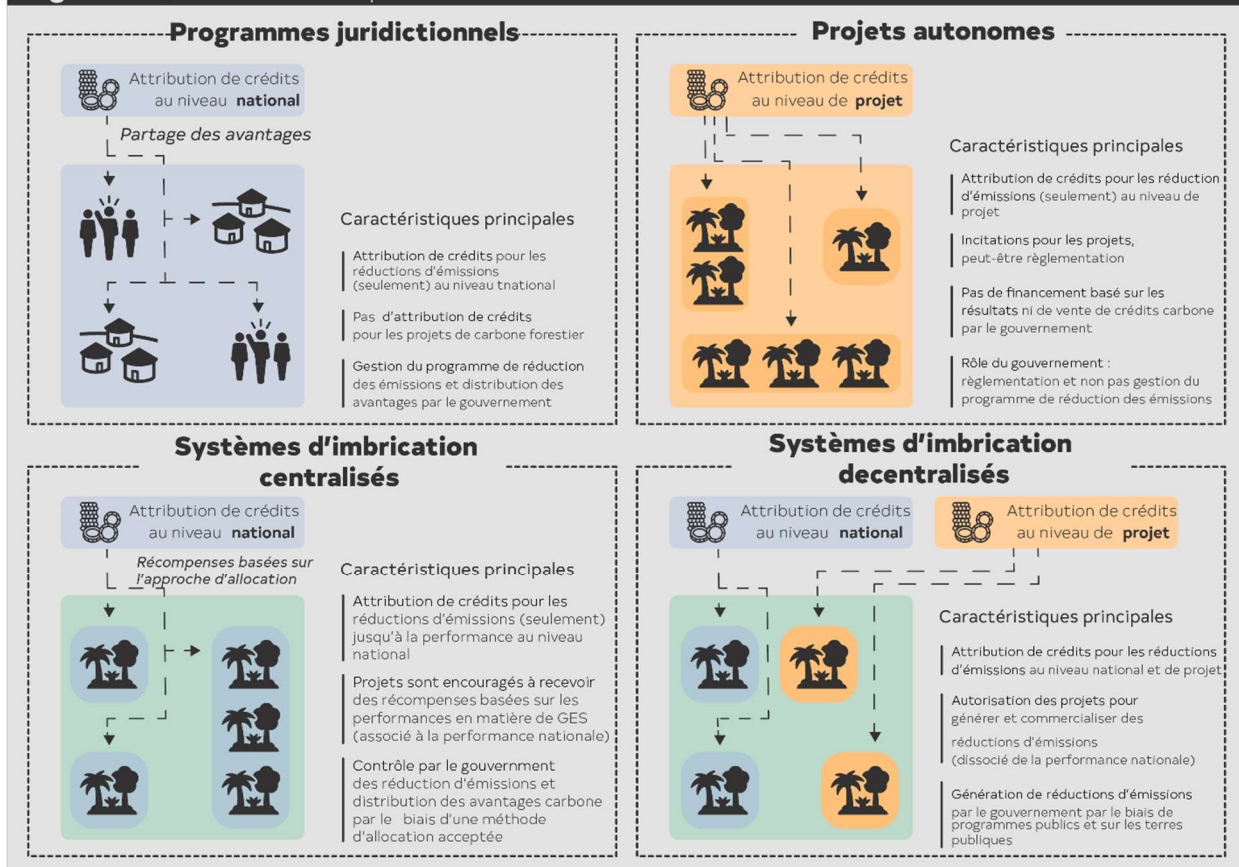 Programmes juridictionnels
Attribution de crédits
au niveau national
Partage des avantages
Caractéristiques principales
Attribution de crédits pour les
réductions d'émissions
(seulement) au niveau tnational
Pas d'attribution de crédits
pour les projets de carbone forestier
Gestion du programme de réduction
des émissions et distribution des
avantages par le gouvernement
Projets autonomes
Attribution de crédits
au niveau de projet
Caractéristiques principales
Attribution de crédits pour les réduction
d'émissions (seulement) au niveau de
projet
Incitations pour les projets,
peut-être règlementation
Pas de financement basé sur les
résultats ni de vente de crédits carbone
par le gouvernement
Rôle du gouvernement :
règlementation et non pas gestion du
programme de réduction des émissions
Systèmes d'imbrication
centralisés
Attribution de crédits
au niveau national
Récompenses basées sur
l'approche d'allocation
Caractéristiques principales
Attribution de crédits pour les
réductions d'émissions (seulement)
jusqu'à la performance au niveau
national
Projets sont encouragés à recevoir
des récompenses basées sur les
performances en matière de GES
(associé à la performance nationale)
Contrôle par le gouvernment
des réduction d'émissions et
distribution des avantages carbone
par le biais d'une méthode
d'allocation acceptée
Systèmes d'imbrication
decentralisés
Attribution de crédits
au niveau national
Attribution de crédits
au niveau de projet
Caractéristiques principales
Attribution de crédits pour les réductions
d'émissions au niveau national et de projet
Autorisation des projets pour
générer et commercialiser des
réductions d'émissions
(dissocié de la performance nationale)
Génération de réductions d'émissions
par le gouvernement par le biais de
programmes publics et sur les terres
publiques